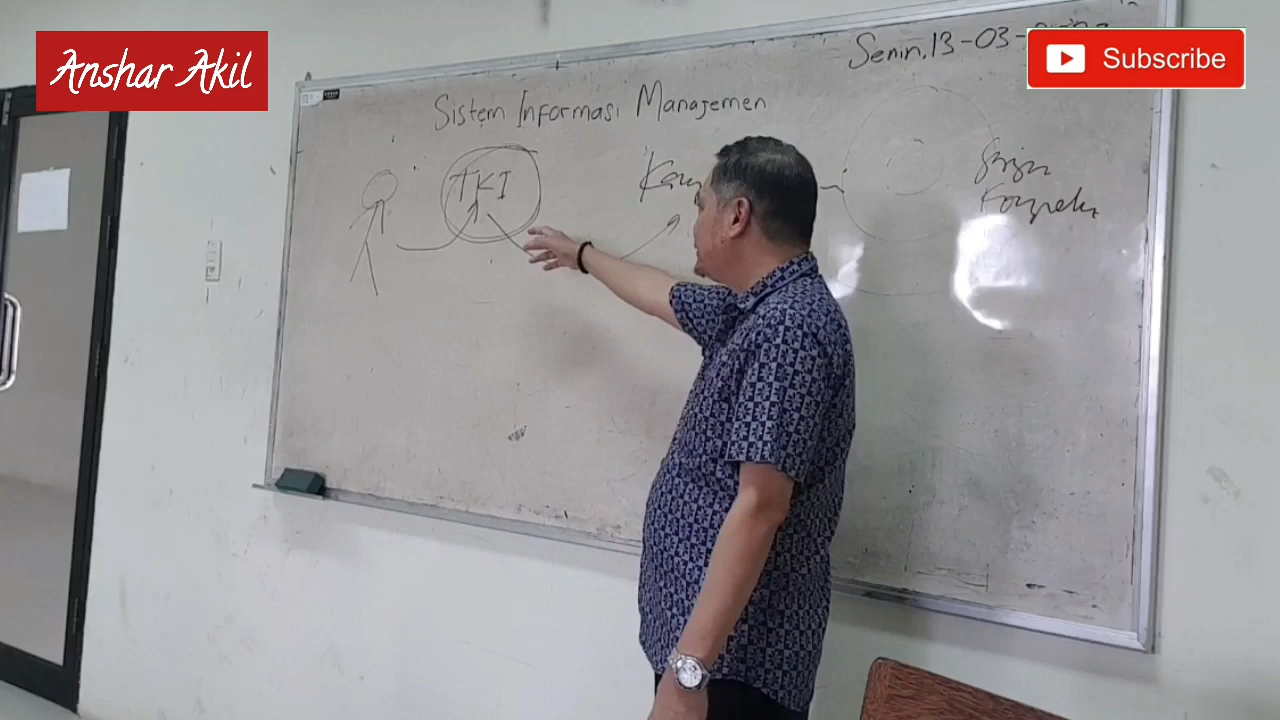 Anshar Akil
Subscribe
Senin, 13-03-
Sistem Informasi Manajemen
TKI